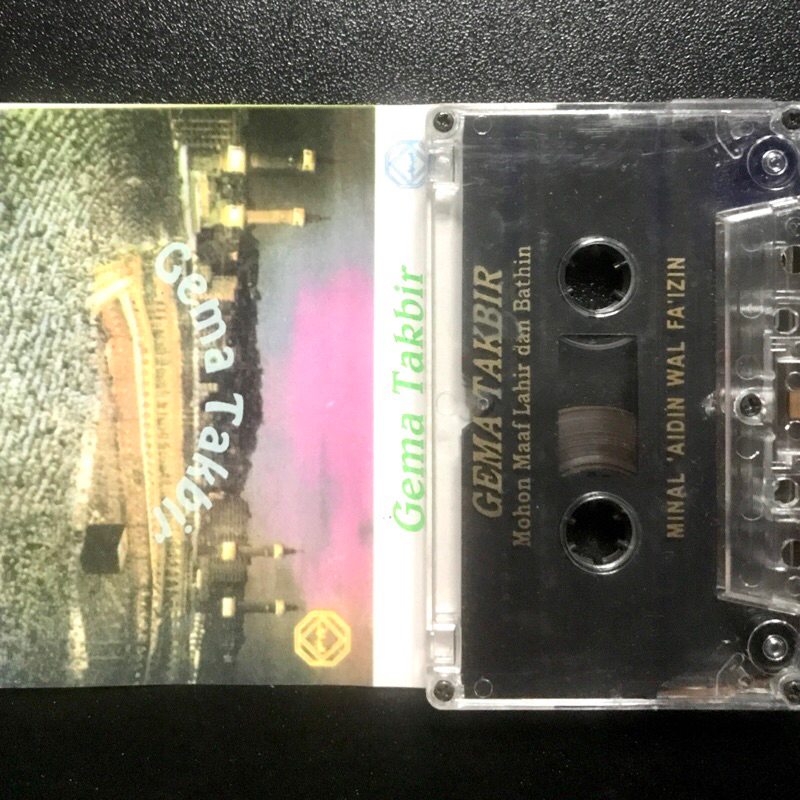 Gema Takbir
Gema Takbir
GEMA TAKBIR
Mohon Maaf Lahir dan Bathin
MINAL 'AIDIN WAL FA'IZIN